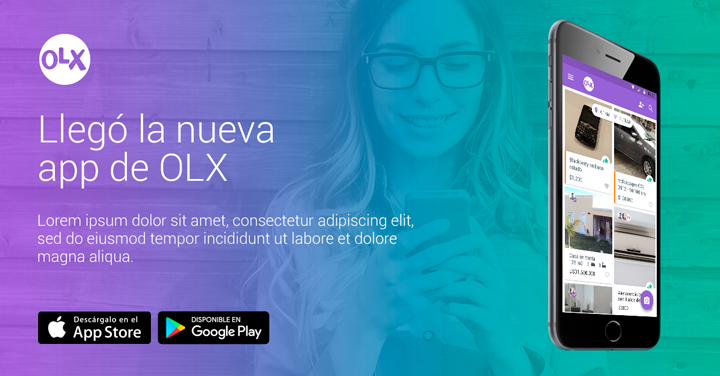 OLX
Llegó la nueva
app de OLX
Lorem ipsum dolor sit amet, consectetur adipiscing elit,
sed do eiusmod tempor incididunt ut labore et dolore
magna aliqua.
Descárgalo en el
App Store
DISPONIBLE EN
Google Play
OLX